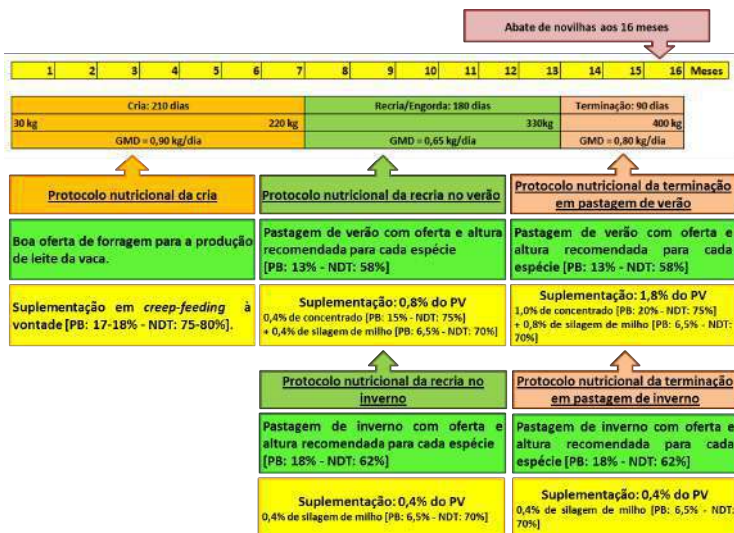 Abate de novilhas aos 16 meses
1 2 3 4 5 6 7 8 9 10 11 12 13 14 15 16 Meses
Cria: 210 dias
30 kg 220 kg
GMD = 0,90 kg/dia
Recria/Engorda: 180 dias
330kg
GMD = 0,65 kg/dia
Terminação: 90 dias
400 kg
GMD = 0,80 kg/dia
Protocolo nutricional da cria
Boa oferta de forragem para a produção
de leite da vaca.
Suplementação em creep-feeding à
vontade [PB: 17-18% - NDT: 75-80%].
Protocolo nutricional da recria no verão
Pastagem de verão com oferta e altura
recomendada para cada espécie
[PB: 13% - NDT: 58%]
Suplementação: 0,8% do PV
0,4% de concentrado [PB: 15% - NDT: 75%]
+ 0,4% de silagem de milho [PB: 6,5% - NDT: 70%]
Protocolo nutricional da terminação
em pastagem de verão
Pastagem de verão com oferta e
altura recomendada para cada
espécie [PB: 13% - NDT: 58%]
Suplementação: 1,8% do PV
1,0% de concentrado [PB: 20% - NDT: 75%]
+ 0,8% de silagem de milho [PB: 6,5% - NDT:
70%]
Protocolo nutricional da recria no
inverno
Pastagem de inverno com oferta e
altura recomendada para cada espécie
[PB: 18% - NDT: 62%]
Suplementação: 0,4% do PV
0,4% de silagem de milho [PB: 6,5% - NDT: 70%]
Protocolo nutricional da terminação
em pastagem de inverno
Pastagem de inverno com oferta e
altura recomendada para cada
espécie [PB: 18% - NDT: 62%]
Suplementação: 0,4% do PV
0,4% de silagem de milho [PB: 6,5% - NDT:
70%]